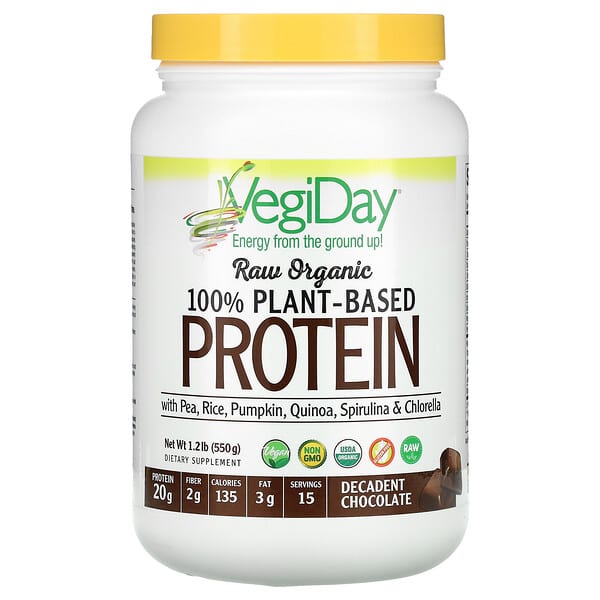 VegiDay®
Energy from the ground up!
Raw Organic
100% PLANT-BASED
PROTEIN
with Pea, Rice, Pumpkin, Quinoa, Spirulina & Chlorella
Net Wt 1.2 lb (550g)
DIETARY SUPPLEMENT
Vegan
NON
GMO
USDA
ORGANIC
RAW
PROTEIN
20g
FIBER
2g
CALORIES
135
FAT
3g
SERVINGS
15
DECADENT
CHOCOLATE